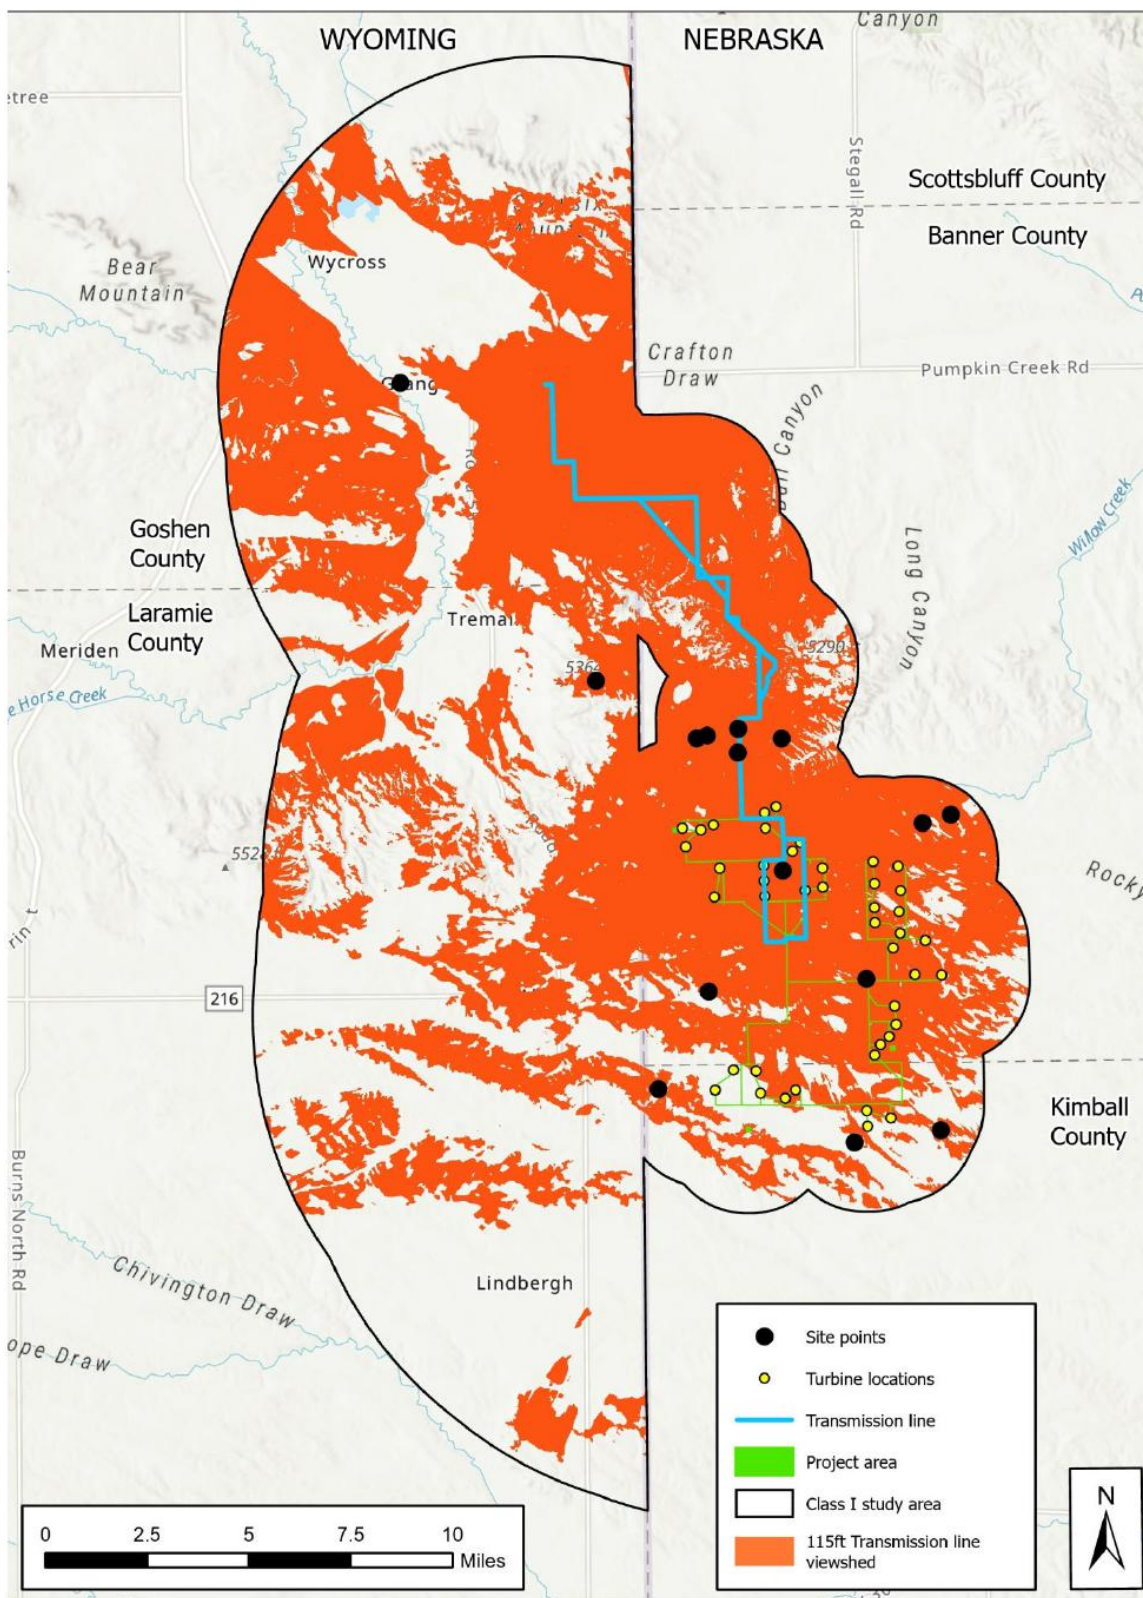 WYOMING
NEBRASKA
Canyon
etree
Stegall Rd
Scottsbluff County
Banner County
Wycross
Bear
Mountain
Crafton
Draw
Pumpkin Creek Rd
Canyon
Willow Creek
Long Canyon
Goshen
County
Laramie
County
Meriden
e Horse Creek
5290
5364
Rocky
216
Kimball
County
Burns North Rd
Chivington Draw
ope Draw
Lindbergh
Site points
Turbine locations
Transmission line
Project area
Class I study area
115ft Transmission line
viewshed
N
0 2.5 5 7.5 10
Miles